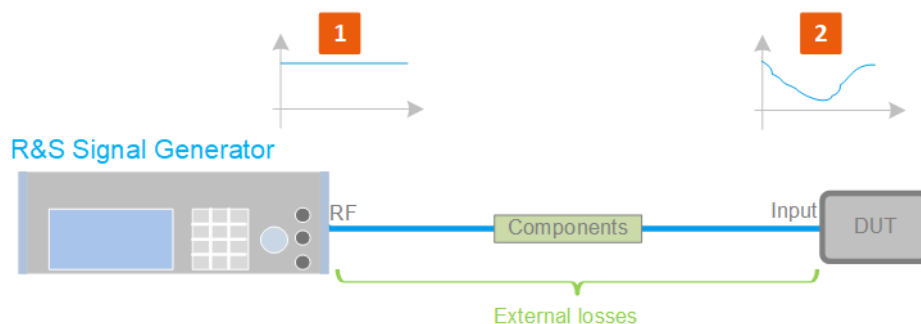 1
2
R&S Signal Generator
RF
Components
Input
DUT
External losses